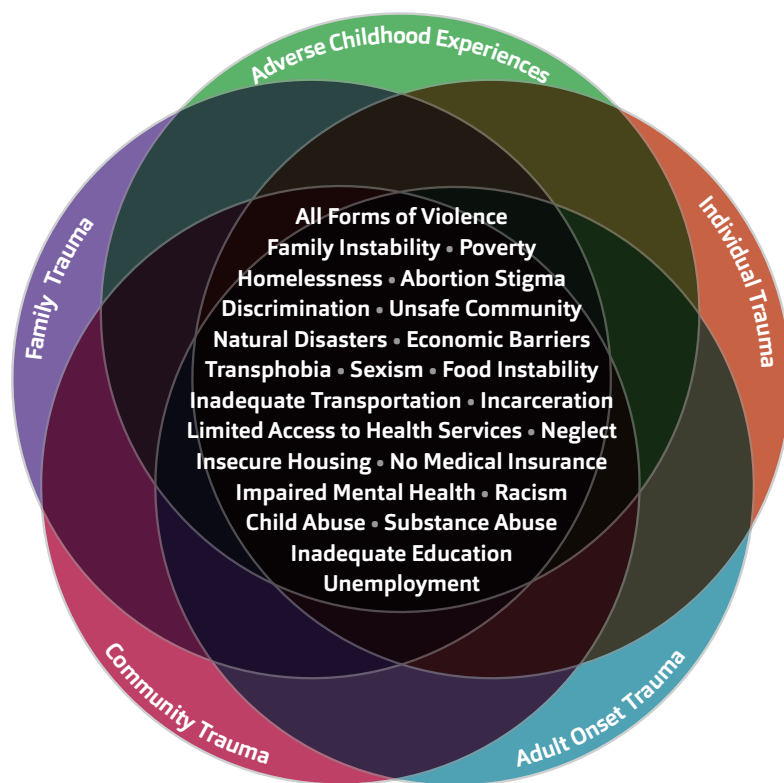 Adverse Childhood Experiences
Family Trauma
Individual Trauma
All Forms of Violence
Family Instability • Poverty
Homelessness • Abortion Stigma
Discrimination • Unsafe Community
Natural Disasters • Economic Barriers
Transphobia • Sexism • Food Instability
Inadequate Transportation • Incarceration
Limited Access to Health Services • Neglect
Insecure Housing • No Medical Insurance
Impaired Mental Health • Racism
Child Abuse • Substance Abuse
Inadequate Education
Unemployment
Community Trauma
Adult Onset Trauma